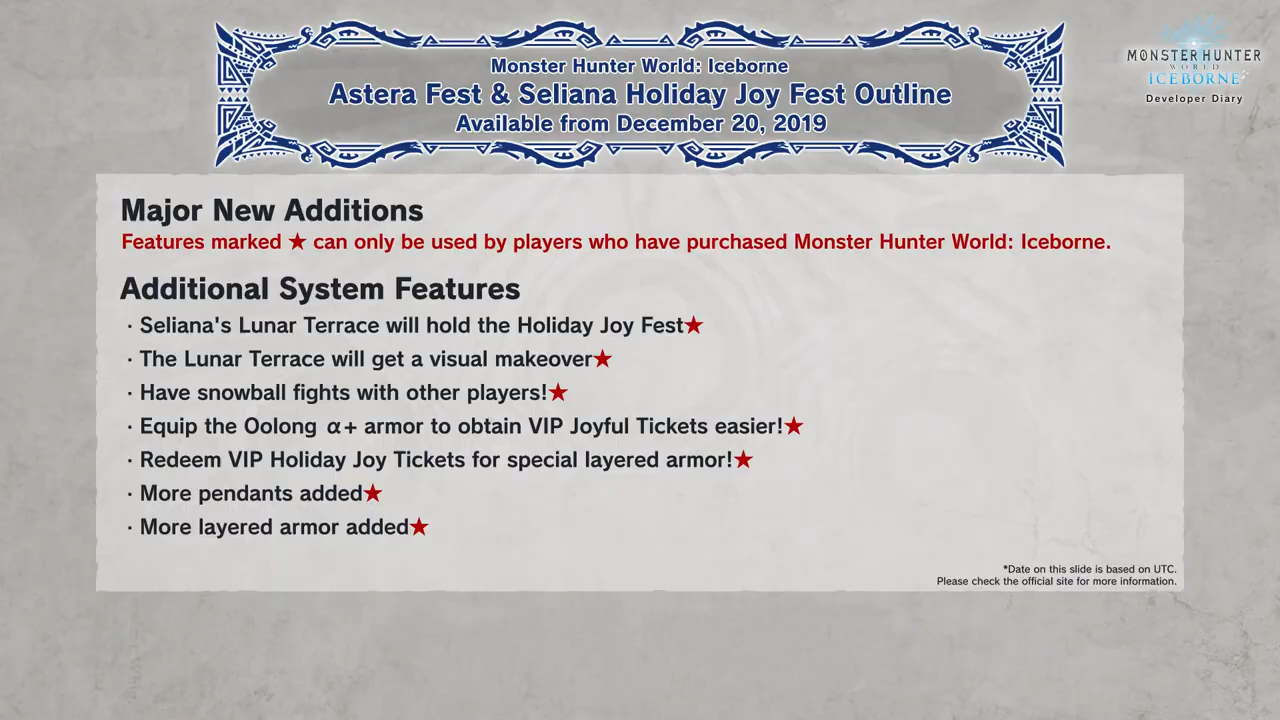 Monster Hunter World: Iceborne
Astera Fest & Seliana Holiday Joy Fest Outline
Available from December 20, 2019
MONSTER HUNTER
WORLD
ICEBORNE
Developer Diary
Major New Additions
Features marked ★ can only be used by players who have purchased Monster Hunter World: Iceborne.
Additional System Features
· Seliana's Lunar Terrace will hold the Holiday Joy Fest★
· The Lunar Terrace will get a visual makeover★
· Have snowball fights with other players!★
· Equip the Oolong α+ armor to obtain VIP Joyful Tickets easier!★
· Redeem VIP Holiday Joy Tickets for special layered armor!★
· More pendants added★
· More layered armor added★
*Date on this slide is based on UTC.
Please check the official site for more information.